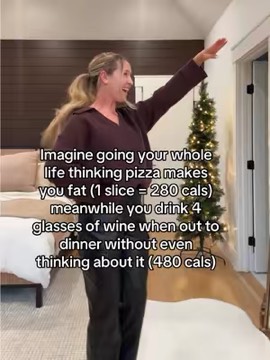 Imagine going your whole
life thinking pizza makes
you fat (1 slice = 280 cals)
meanwhile you drink 4
glasses of wine when out to
dinner without even
thinking about it (480 cals)